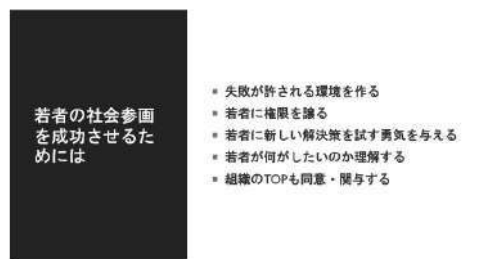 若者の社会参画
を成功させるた
めには
失敗が許される環境を作る
若者に権限を譲る
若者に新しい解決策を試す勇気を与える
若者が何がしたいのか理解する
組織のTOPも同意・関与する